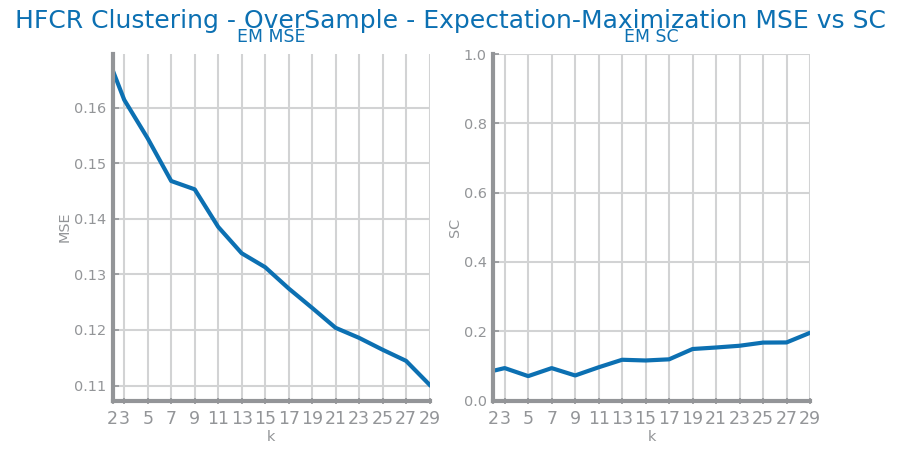 HFCR Clustering - OverSample - Expectation-Maximization MSE vs SC
EM MSE
MSE
0.16
0.15
0.14
0.13
0.12
0.11
2 3 5 7 9 11 13 15 17 19 21 23 25 27 29
k
EM SC
SC
1.0
0.8
0.6
0.4
0.2
0.0
2 3 5 7 9 11 13 15 17 19 21 23 25 27 29
k